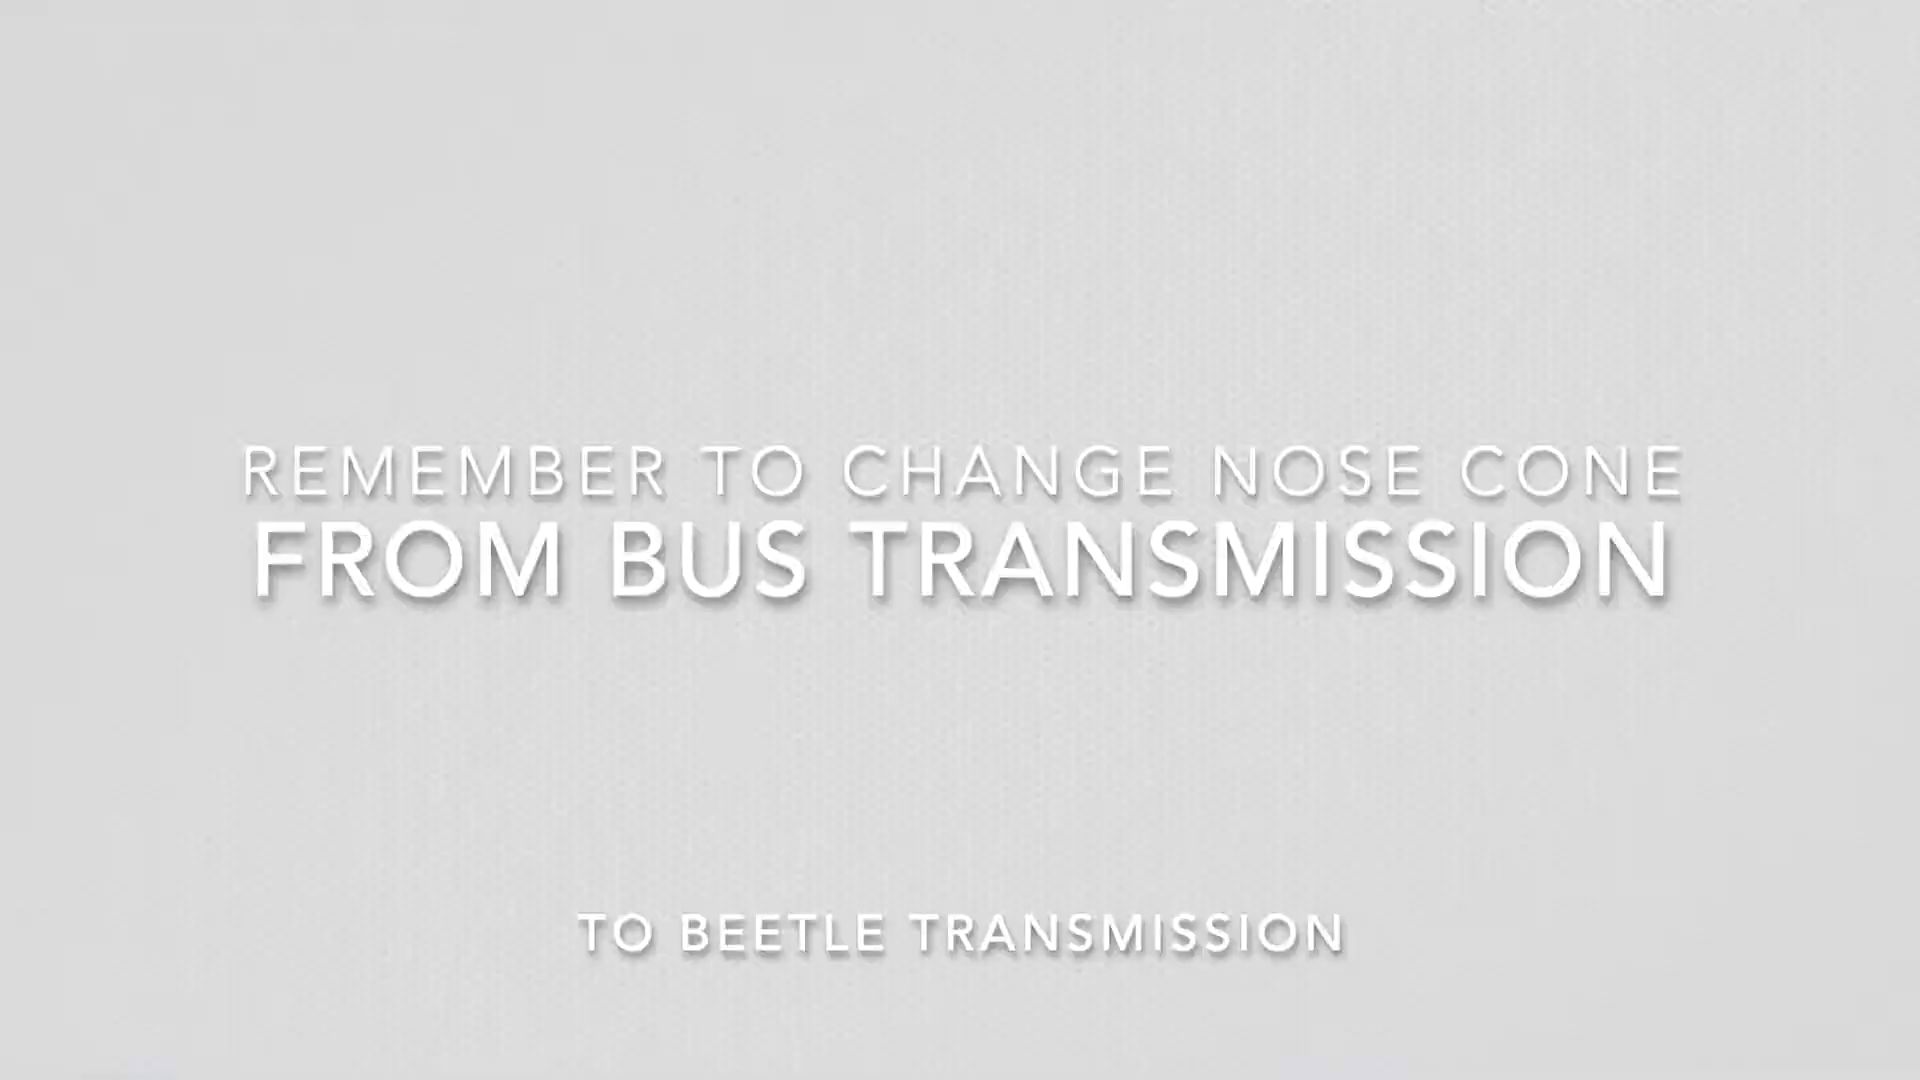 REMEMBER TO CHANGE NOSE CONE
FROM BUS TRANSMISSION
TO BEETLE TRANSMISSION